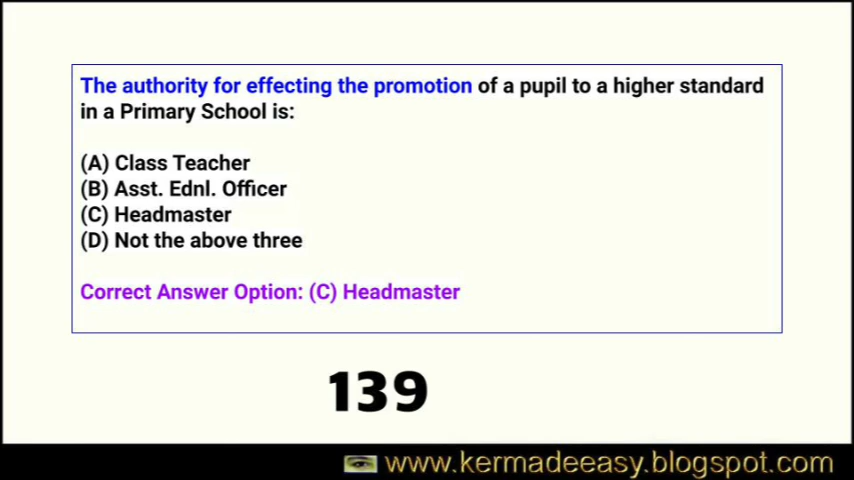 The authority for effecting the promotion of a pupil to a higher standard
in a Primary School is:
(A) Class Teacher
(B) Asst. Ednl. Officer
(C) Headmaster
(D) Not the above three
Correct Answer Option: (C) Headmaster
139
www.kermadeeasy.blogspot.com